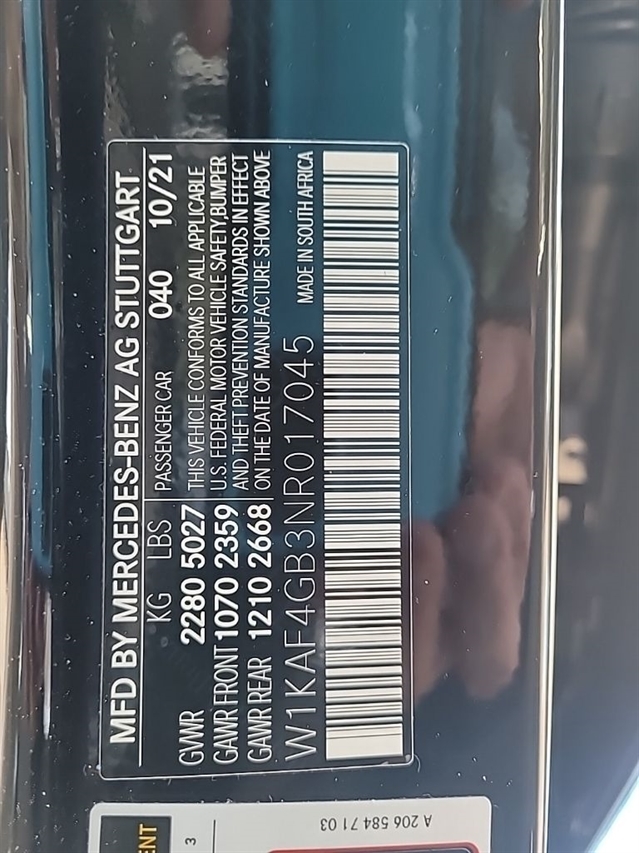 MFD BY MERCEDES-BENZ AG STUTTGART
KG LBS PASSENGER CAR 040 10/21
GVWR 2280 5027 THIS VEHICLE CONFORMS TO ALL APPLICABLE
GAWR FRONT 1070 2359 U.S. FEDERAL MOTOR VEHICLE SAFETY,BUMPER
GAWR REAR 1210 2668 AND THEFT PREVENTION STANDARDS IN EFFECT
ON THE DATE OF MANUFACTURE SHOWN ABOVE
W1KAF4GB3NR017045 MADE IN SOUTH AFRICA
ENT
3
A 206 584 71 03